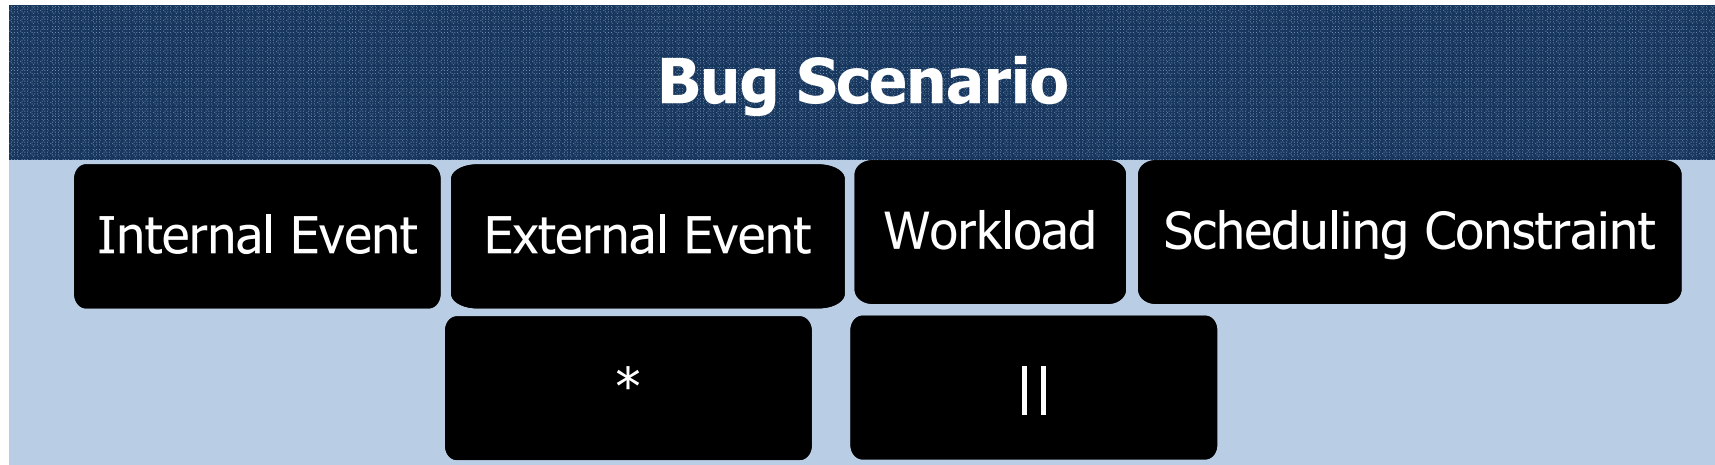 Bug Scenario
Internal Event External Event Workload Scheduling Constraint
* ||